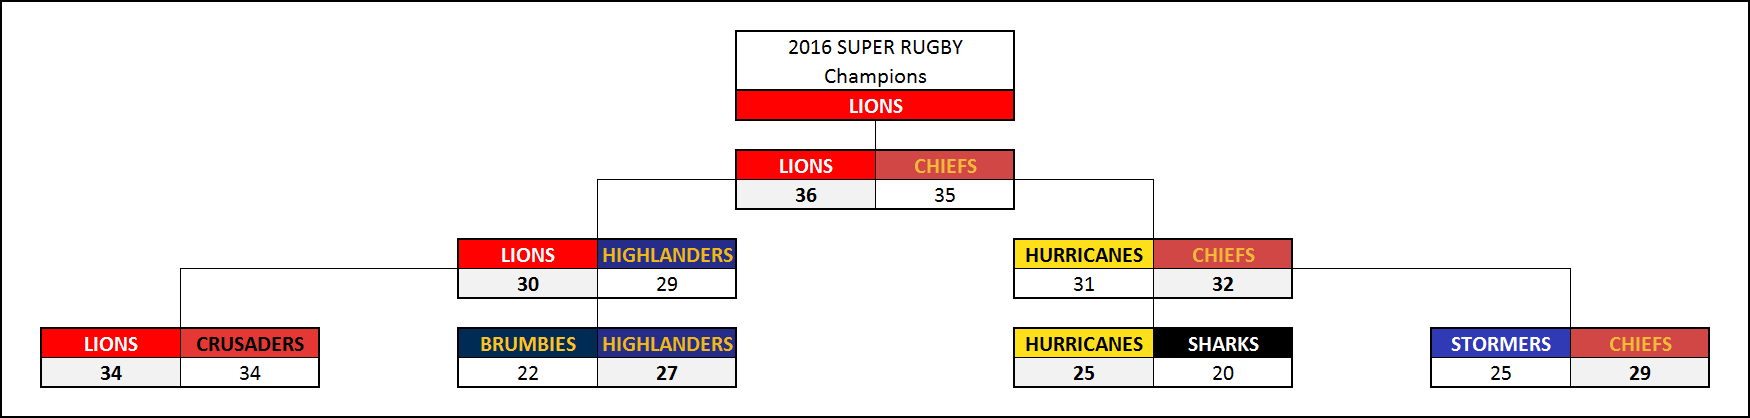 2016 SUPER RUGBY
Champions
LIONS
LIONS CHIEFS
36 35
LIONS HIGHLANDERS HURRICANES CHIEFS
30 29 31 32
LIONS CRUSADERS BRUMBIES HIGHLANDERS HURRICANES SHARKS STORMERS CHIEFS
34 34 22 27 25 20 25 29